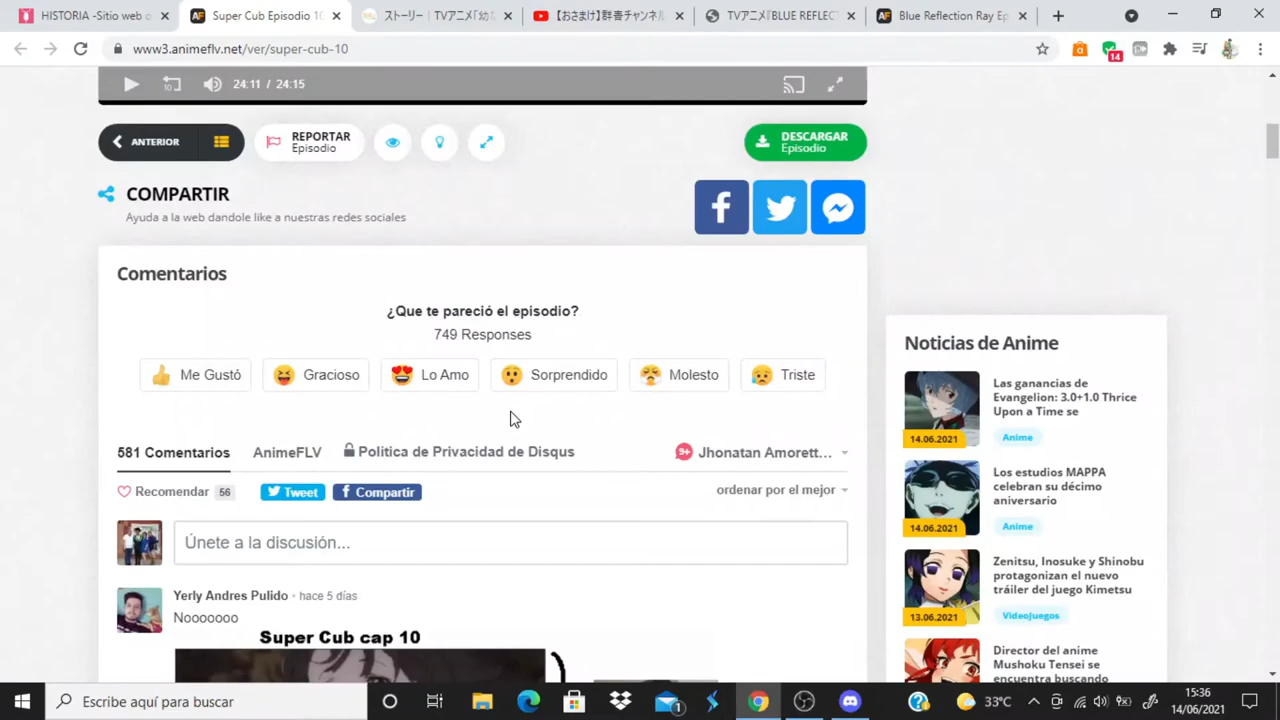 HISTORIA -Sitio web o
Super Cub Episodio 10
ストーリー | TVアニメ「幼な
【おさまけ】群書チャンネル
TVアニメ『BLUE REFLECT
Blue Reflection Ray Ep
www3.animeflv.net/ver/super-cub-10
14
10
24:11 / 24:15
ANTERIOR
REPORTAR
Episodio
DESCARGAR
Episodio
COMPARTIR
Ayuda a la web dandole like a nuestras redes sociales
Comentarios
¿Que te pareció el episodio?
749 Responses
Me Gustó
Gracioso
Lo Amo
Sorprendido
Molesto
Triste
581 Comentarios
AnimeFLV
Politica de Privacidad de Disqus
9+
Jhonatan Amorett...
Recomendar 56
Tweet
Compartir
ordenar por el mejor
Únete a la discusión...
Yerly Andres Pulido • hace 5 días
Nooooooo
Super Cub cap 10
Noticias de Anime
Las ganancias de
Evangelion: 3.0+1.0 Thrice
Upon a Time se
14.06.2021
Anime
Los estudios MAPPA
celebran su décimo
aniversario
14.06.2021
Anime
Zenitsu, Inosuke y Shinobu
protagonizan el nuevo
tráiler del juego Kimetsu
13.06.2021
VideoJuegos
Director del anime
Mushoku Tensei se
encuentra buscando
Escribe aquí para buscar
1
33°C
15:36
14/06/2021